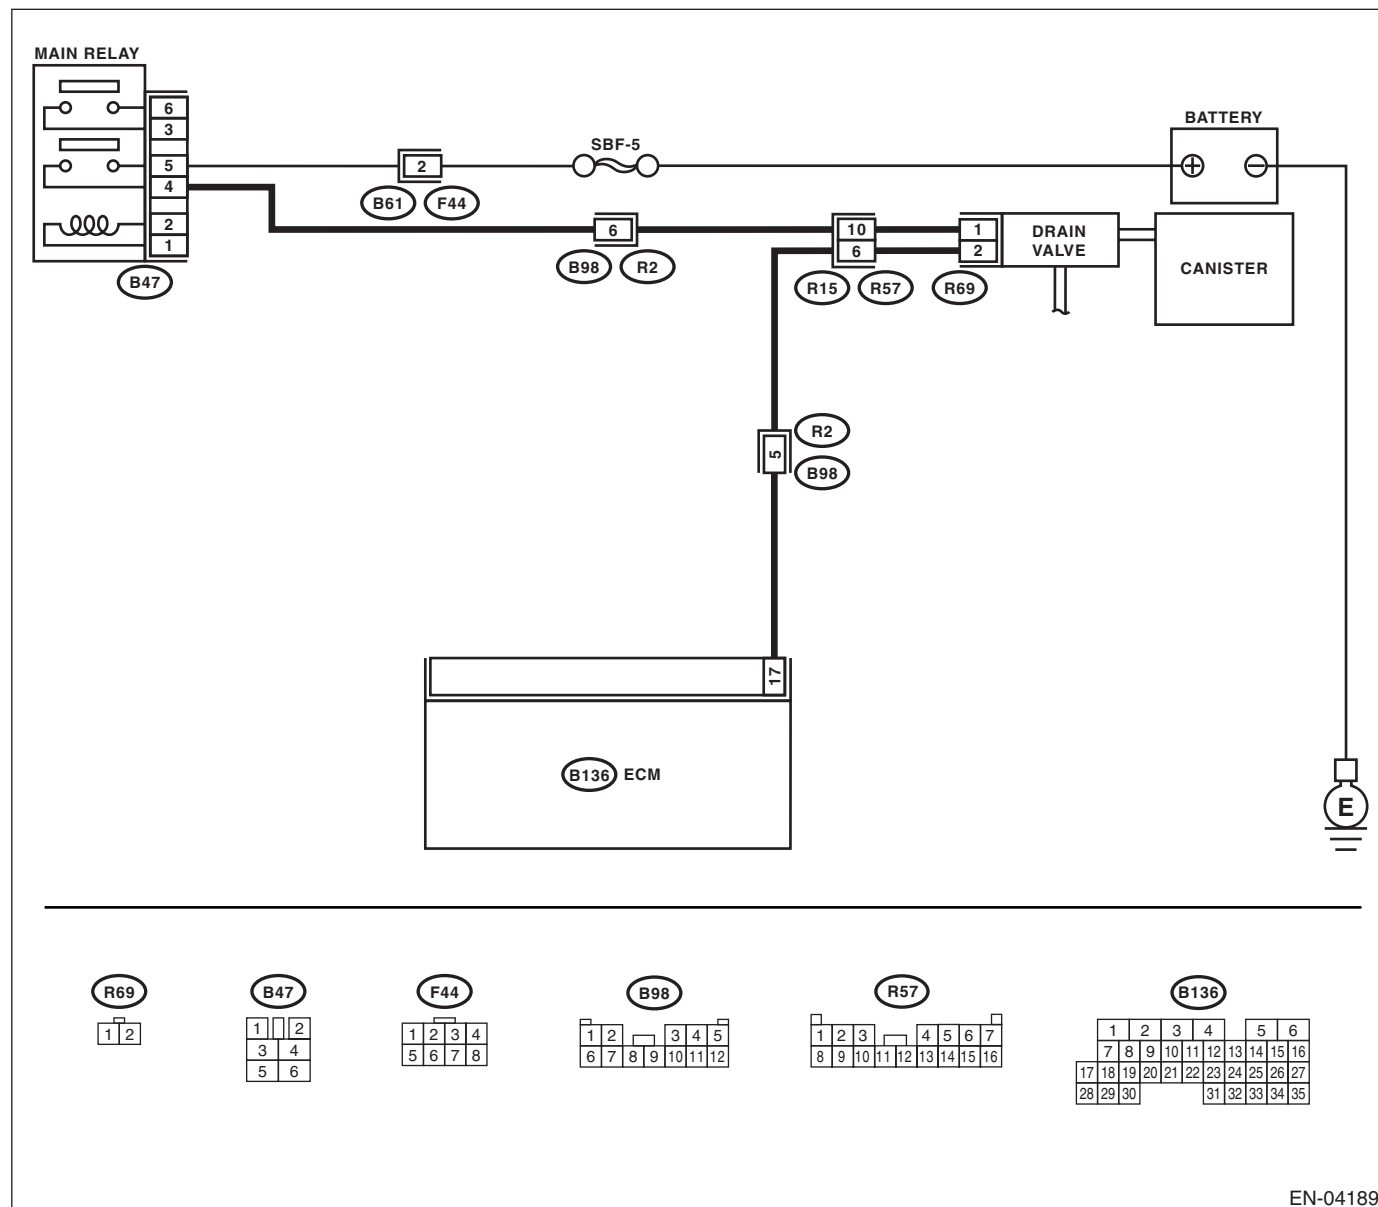 MAIN RELAY
BATTERY
SBF-5
6
3
5
4
2
1
2
B61 F44
B47
6
B98 R2
10
6
R15 R57
1
2
R69
DRAIN
VALVE
CANISTER
R2
5
B98
17
B136 ECM
E
R69
1 2
B47
1 2
3 4
5 6
F44
1 2 3 4
5 6 7 8
B98
1 2 3 4 5
6 7 8 9 10 11 12
R57
1 2 3 4 5 6 7
8 9 10 11 12 13 14 15 16
B136
1 2 3 4 5 6
7 8 9 10 11 12 13 14 15 16
17 18 19 20 21 22 23 24 25 26 27
28 29 30 31 32 33 34 35
EN-04189